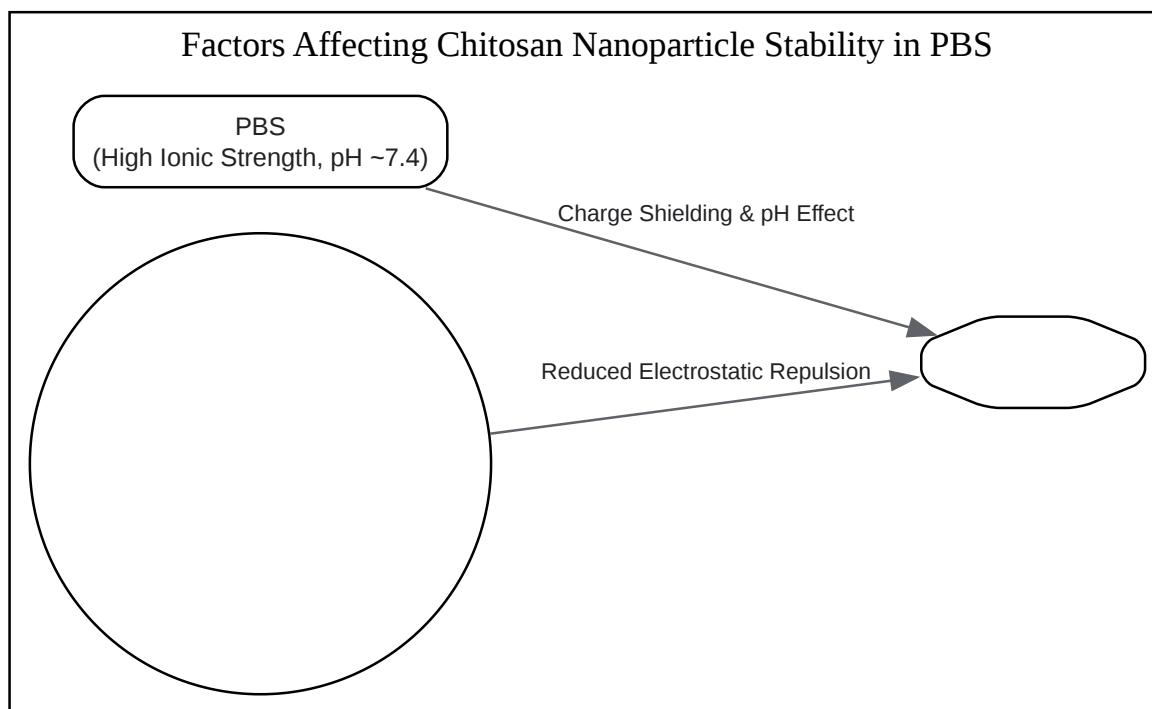 Factors Affecting Chitosan Nanoparticle Stability in PBS
PBS
(High Ionic Strength, pH ~7.4)
Charge Shielding & pH Effect
Reduced Electrostatic Repulsion